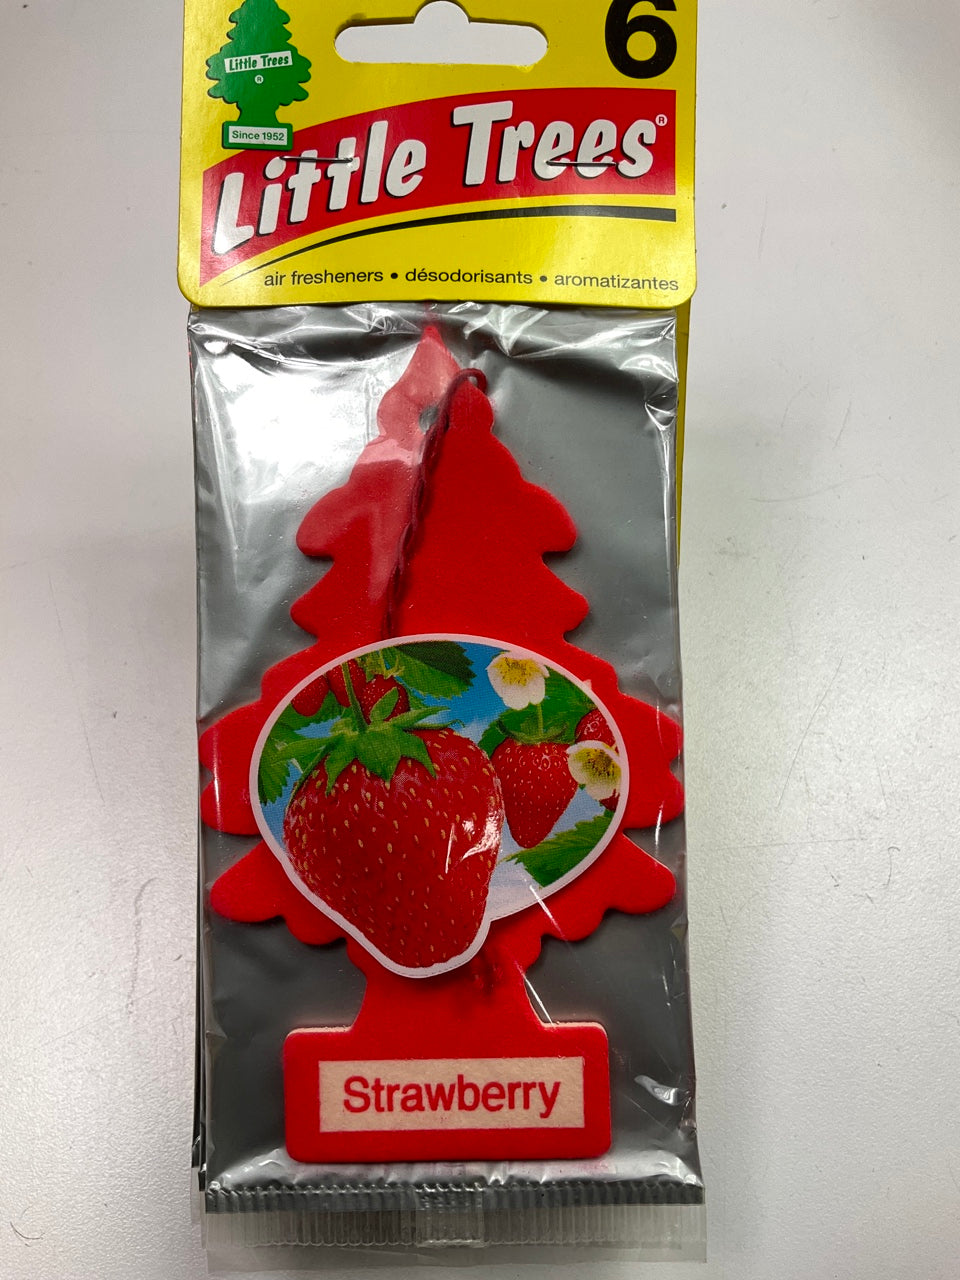 6
Little Trees
®
Since 1952
Little Trees®
air fresheners • désodorisants • aromatizantes
Strawberry